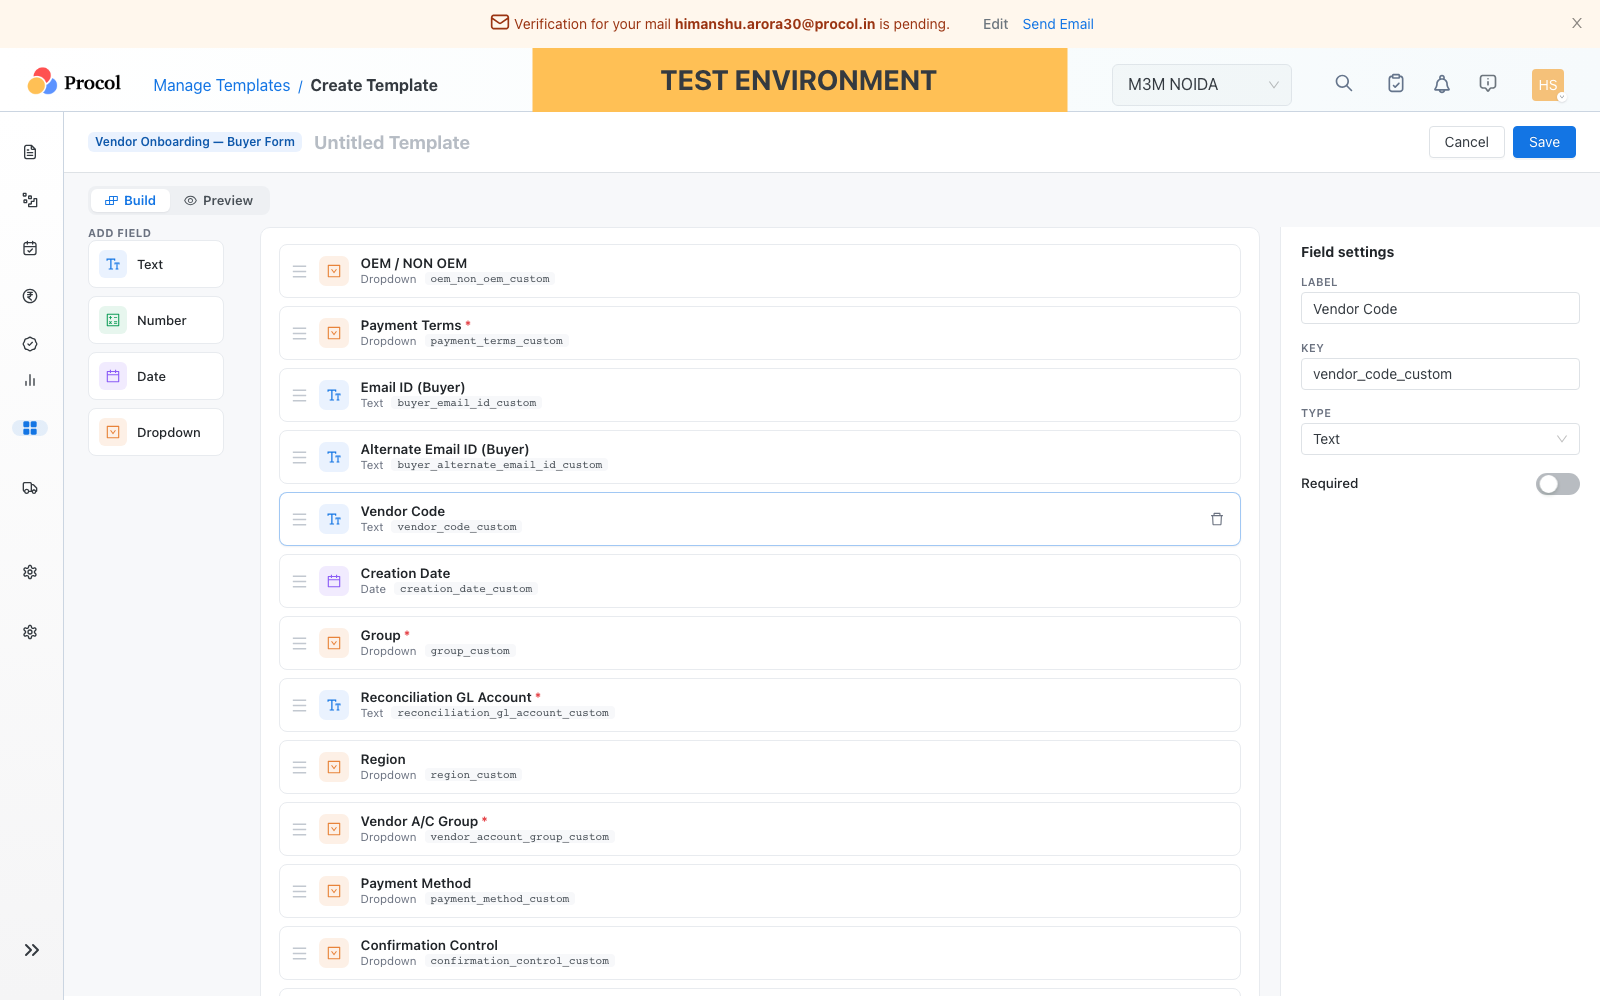 Verification for your mail himanshu.arora30@procol.in is pending. Edit Send Email
Procol
Manage Templates / Create Template
TEST ENVIRONMENT
M3M NOIDA
HS
Vendor Onboarding — Buyer Form
Untitled Template
Cancel
Save
Build
Preview
ADD FIELD
Text
Number
Date
Dropdown
OEM / NON OEM
Dropdown oem_non_oem_custom
Payment Terms *
Dropdown payment_terms_custom
Email ID (Buyer)
Text buyer_email_id_custom
Alternate Email ID (Buyer)
Text buyer_alternate_email_id_custom
Vendor Code
Text vendor_code_custom
Creation Date
Date creation_date_custom
Group *
Dropdown group_custom
Reconciliation GL Account *
Text reconciliation_gl_account_custom
Region
Dropdown region_custom
Vendor A/C Group *
Dropdown vendor_account_group_custom
Payment Method
Dropdown payment_method_custom
Confirmation Control
Dropdown confirmation_control_custom
Field settings
LABEL
Vendor Code
KEY
vendor_code_custom
TYPE
Text
Required